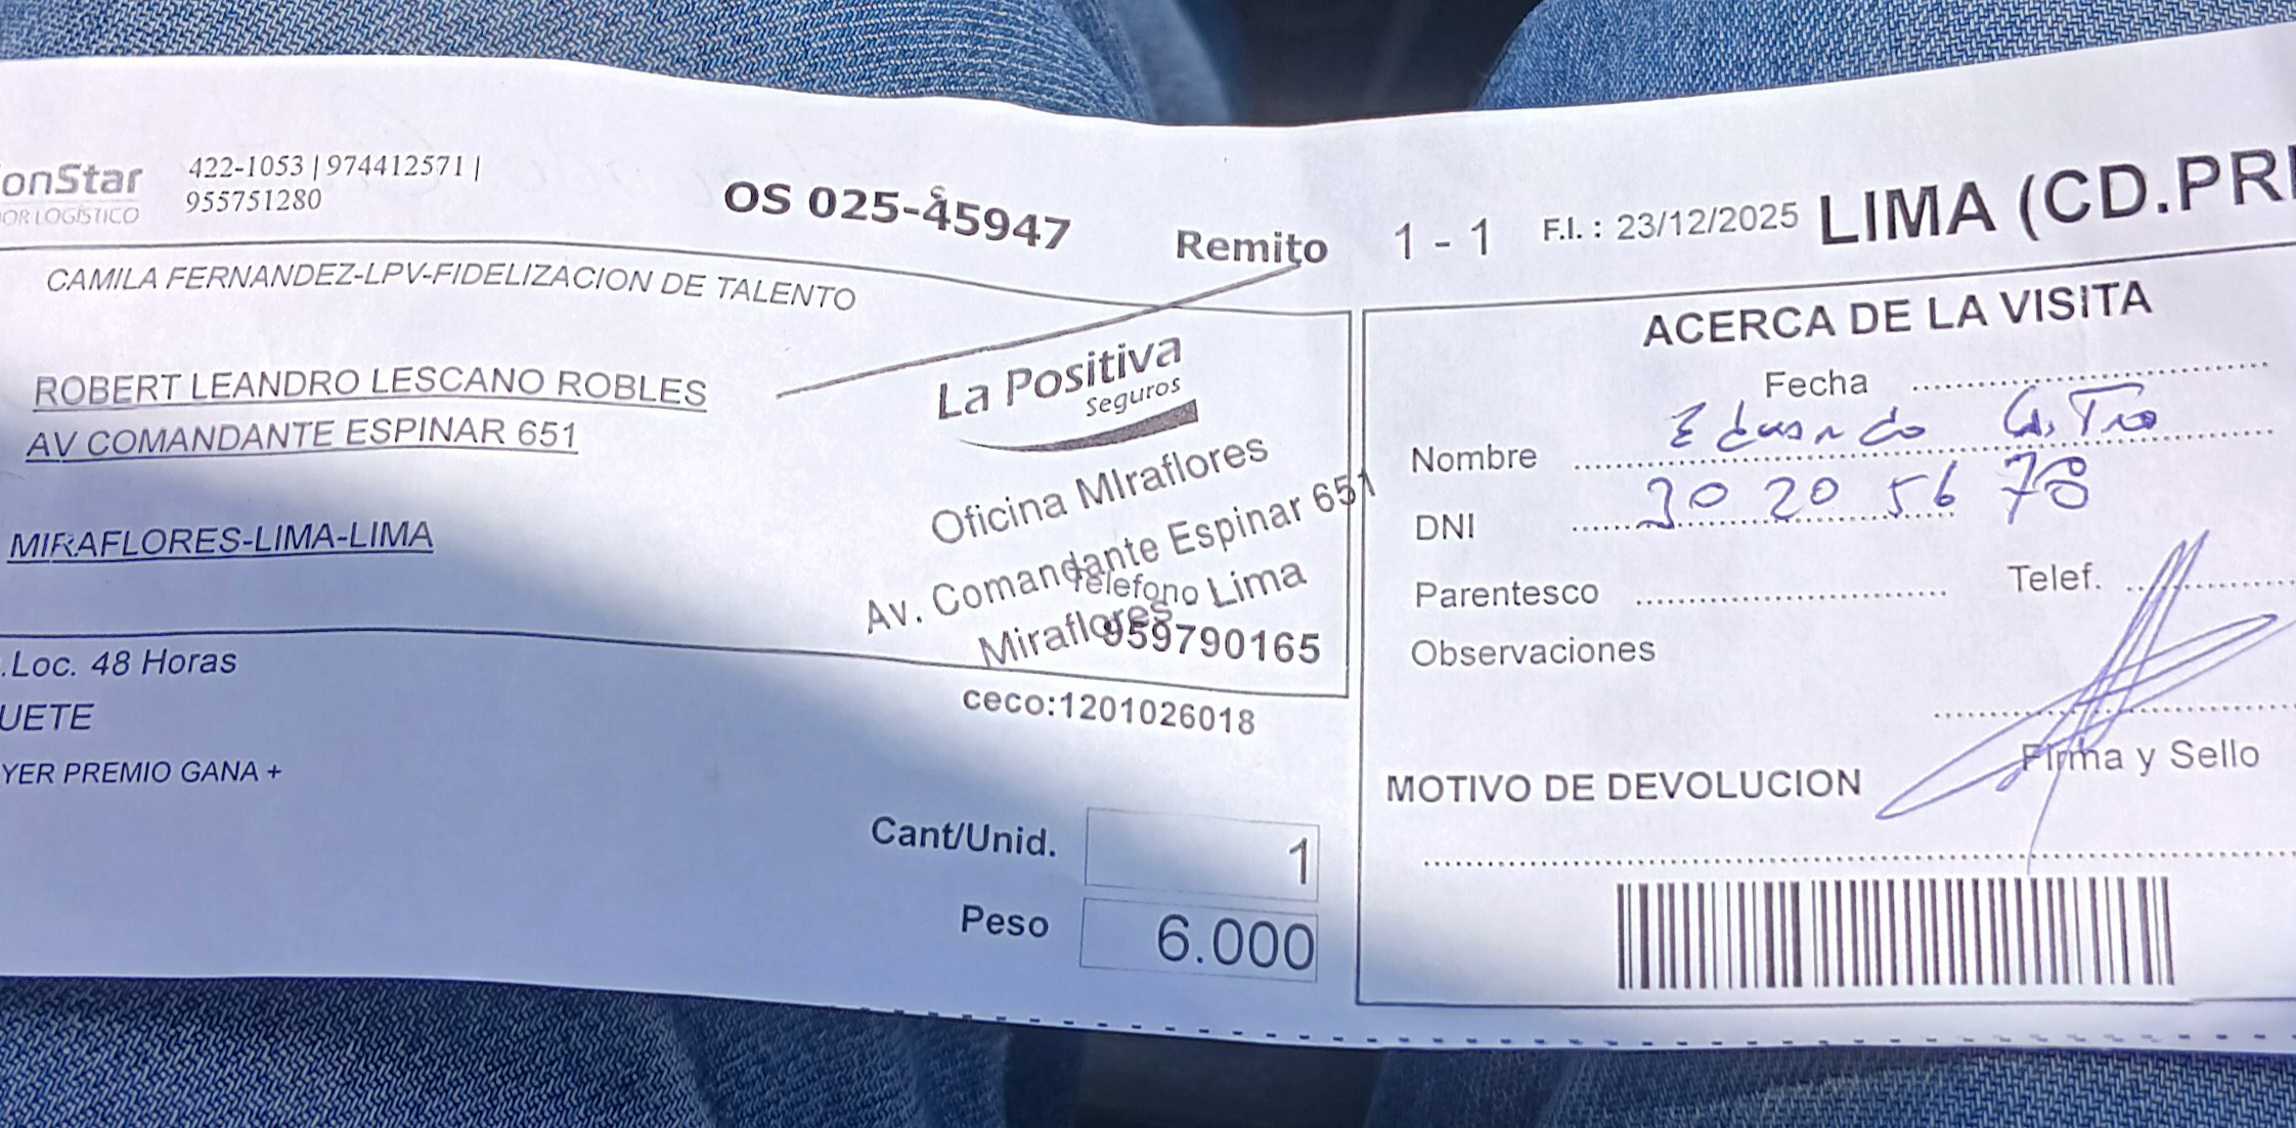 onStar
OR LOGÍSTICO
422-1053 | 974412571 |
955751280
OS 025-45947
Remito 1 - 1
F.I. : 23/12/2025
LIMA (CD.PRI
CAMILA FERNANDEZ-LPV-FIDELIZACION DE TALENTO
ROBERT LEANDRO LESCANO ROBLES
AV COMANDANTE ESPINAR 651
MIRAFLORES-LIMA-LIMA
La Positiva
Seguros
Oficina MIraflores
Av. Comandante Espinar 651
Miraflores Lima
Telefono
959790165
.Loc. 48 Horas
UETE
YER PREMIO GANA +
ceco:1201026018
Cant/Unid. 1
Peso 6.000
ACERCA DE LA VISITA
Fecha
Nombre Eduardo
DNI 20 56 78
Parentesco
Telef.
Observaciones
Firma y Sello
MOTIVO DE DEVOLUCION